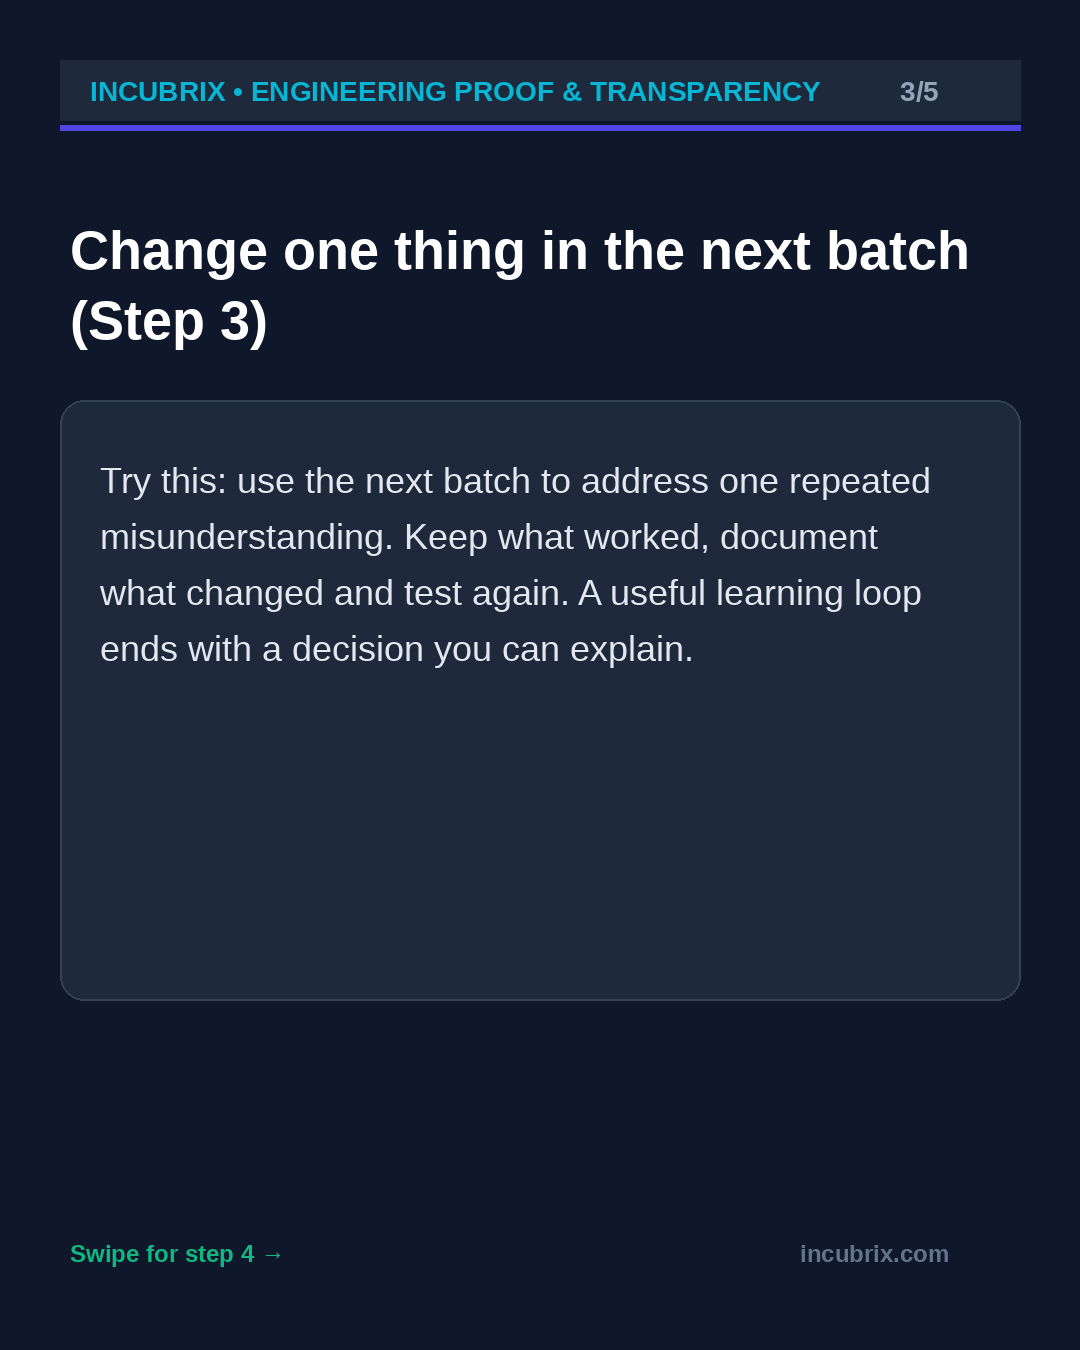 INCUBRIX • ENGINEERING PROOF & TRANSPARENCY 3/5
Change one thing in the next batch
(Step 3)
Try this: use the next batch to address one repeated
misunderstanding. Keep what worked, document
what changed and test again. A useful learning loop
ends with a decision you can explain.
Swipe for step 4 → incubrix.com